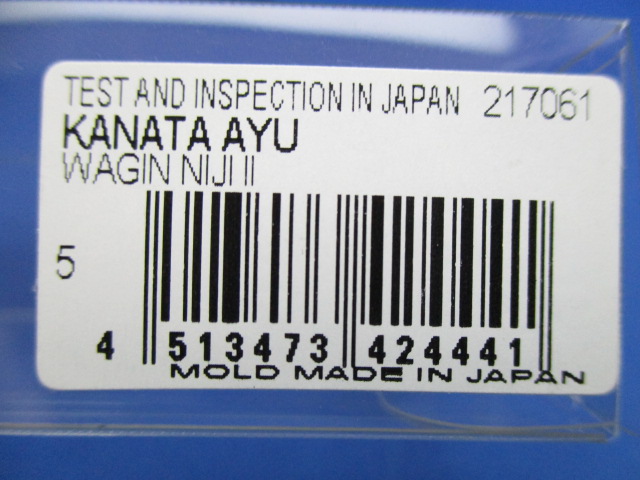 TEST AND INSPECTION IN JAPAN 217061
KANATA AYU
WAGIN NIJI II
5
4 513473 424441
MOLD MADE IN JAPAN